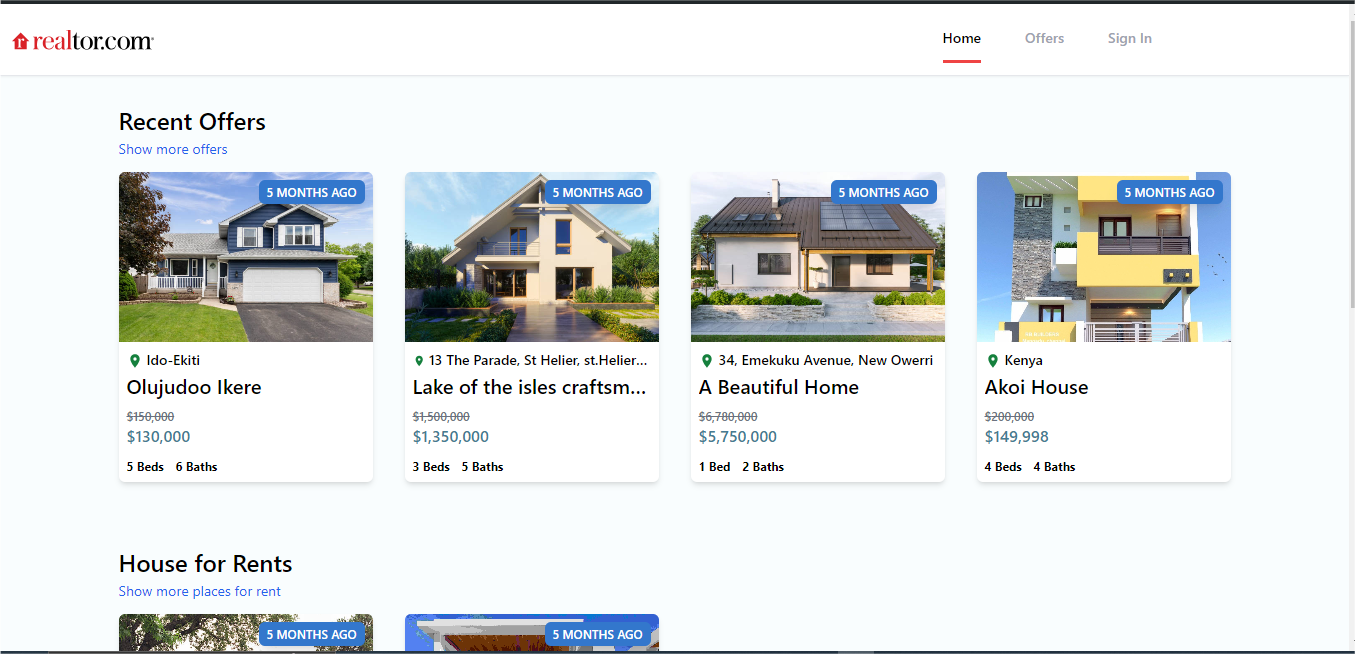 realtor.com
Home
Offers
Sign In
Recent Offers
Show more offers
5 MONTHS AGO
Ido-Ekiti
Olujudoo Ikere
$150,000
$130,000
5 Beds 6 Baths
5 MONTHS AGO
13 The Parade, St Helier, st.Helier...
Lake of the isles craftsm...
$1,500,000
$1,350,000
3 Beds 5 Baths
5 MONTHS AGO
34, Emekuku Avenue, New Owerri
A Beautiful Home
$6,780,000
$5,750,000
1 Bed 2 Baths
5 MONTHS AGO
Kenya
Akoi House
$200,000
$149,998
4 Beds 4 Baths
House for Rents
Show more places for rent
5 MONTHS AGO
5 MONTHS AGO